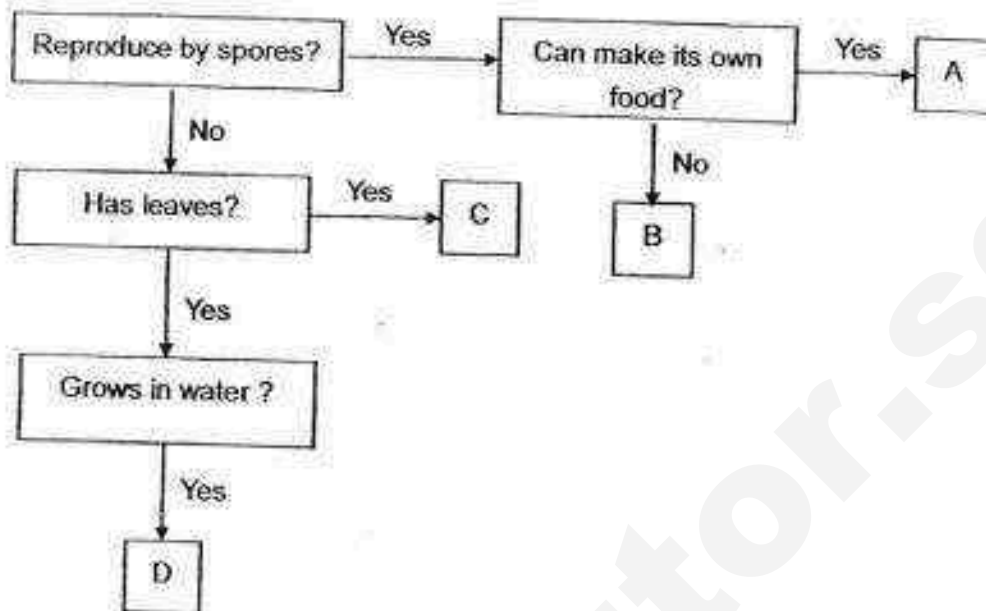 Reproduce by spores?
Yes
Can make its own
food?
Yes
A
No
No
Has leaves?
Yes
C
B
Yes
Grows in water ?
Yes
D